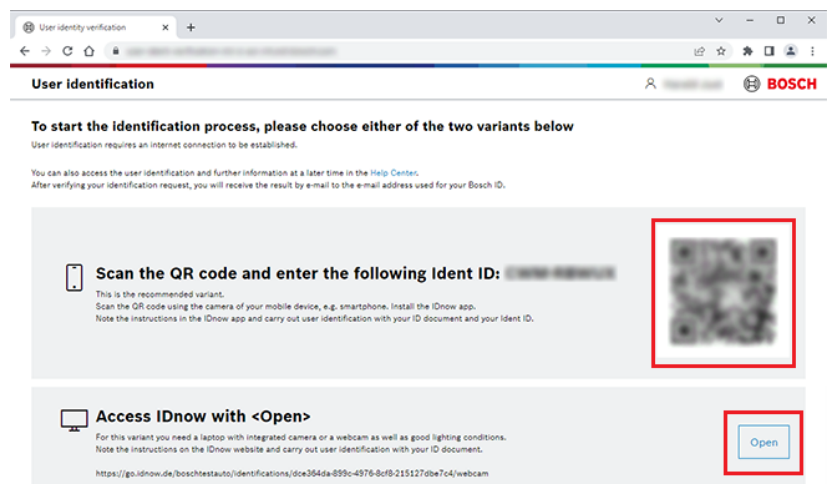 User identity verification
User identification
BOSCH
To start the identification process, please choose either of the two variants below
User identification requires an internet connection to be established.
You can also access the user identification and further information at a later time in the Help Center.
After verifying your identification request, you will receive the result by e-mail to the e-mail address used for your Bosch ID.
Scan the QR code and enter the following Ident ID:
This is the recommended variant.
Scan the QR code using the camera of your mobile device, e.g. smartphone. Install the IDnow app.
Note the instructions in the IDnow app and carry out user identification with your ID document and your Ident ID.
Access IDnow with <Open>
For this variant you need a laptop with integrated camera or a webcam as well as good lighting conditions.
Note the instructions on the IDnow website and carry out user identification with your ID document.
Open
https://go.idnow.de/boschtestauto/identifications/dce364da-899c-4976-8cf8-215127dbe7c4/webcam